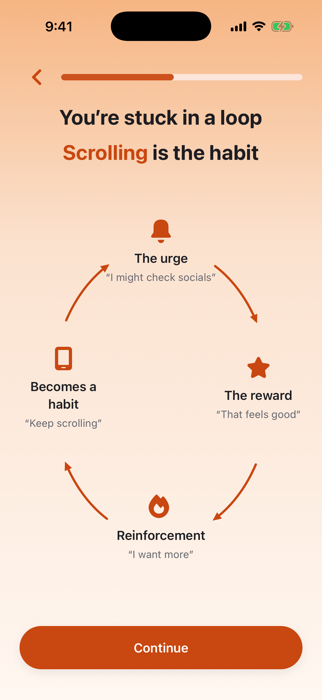 9:41
You’re stuck in a loop
Scrolling is the habit
The urge
“I might check socials”
Becomes a
habit
“Keep scrolling”
The reward
“That feels good”
Reinforcement
“I want more”
Continue